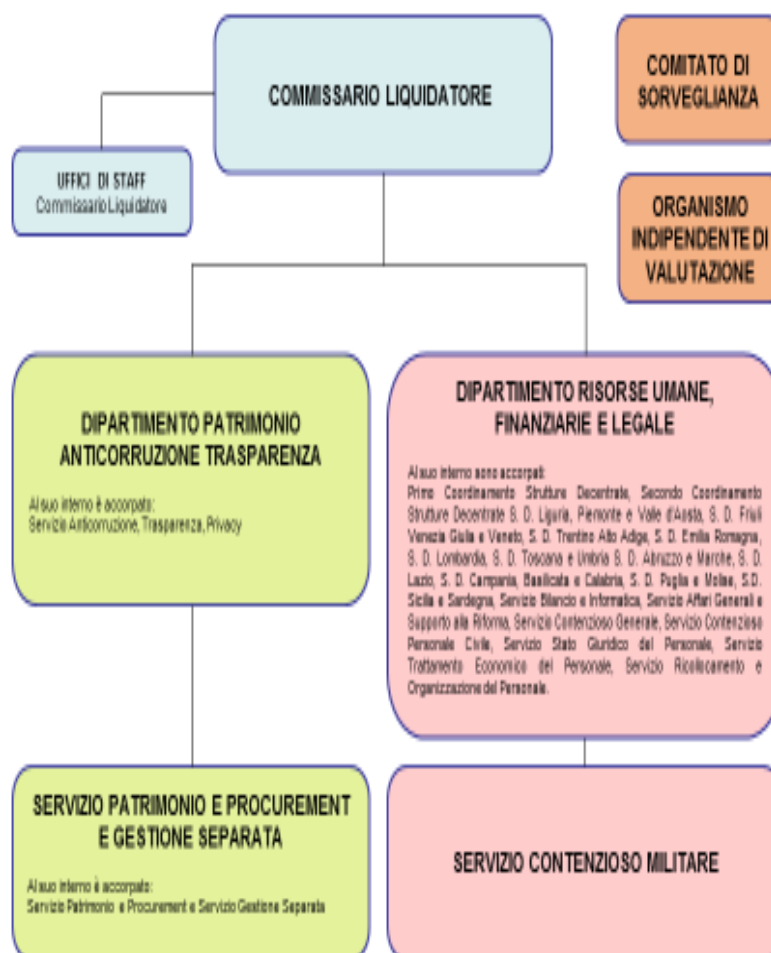 COMMISSARIO LIQUIDATORE
COMITATO DI
SORVEGLIANZA
UFFICI DI STAFF
Commissario Liquidatore
ORGANISMO
INDIPENDENTE DI
VALUTAZIONE
DIPARTIMENTO PATRIMONIO
ANTICORRUZIONE TRASPARENZA
Al suo interno è accorpato:
Servizio Anticorruzione, Trasparenza, Privacy
DIPARTIMENTO RISORSE UMANE,
FINANZIARIE E LEGALE
Al suo interno sono accorpati:
Primo Coordinamento Strutture Decentrate, Secondo Coordinamento
Strutture Decentrate S. D. Liguria, Piemonte e Valle d'Aosta, S. D. Friuli
Venezia Giulia e Veneto, S. D. Trentino Alto Adige, S. D. Emilia Romagna,
S. D. Lombardia, S. D. Toscana e Umbria S. D. Abruzzo e Marche, S. D.
Lazio, S. D. Campania, Basilicata e Calabria, S. D. Puglia e Molise, S.D.
Sicilia e Sardegna, Servizio Bilancio e Informatica, Servizio Affari Generali e
Supporto alla Riforma, Servizio Contenzioso Generale, Servizio Contenzioso
Personale Civile, Servizio Stato Giuridico del Personale, Servizio
Trattamento Economico del Personale, Servizio Ricollocamento e
Organizzazione del Personale.
SERVIZIO PATRIMONIO E PROCUREMENT
E GESTIONE SEPARATA
Al suo interno è accorpato:
Servizio Patrimonio e Procurement e Servizio Gestione Separata
SERVIZIO CONTENZIOSO MILITARE